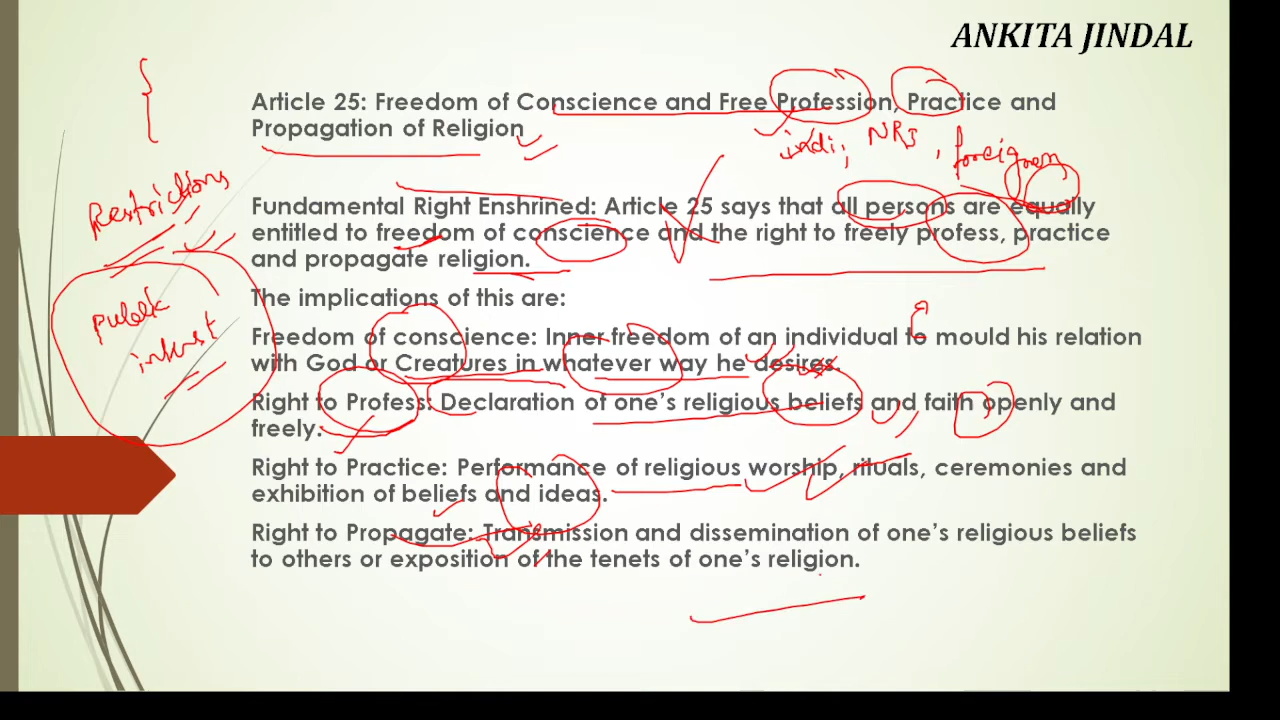 ANKITA JINDAL
Article 25: Freedom of Conscience and Free Profession, Practice and
Propagation of Religion
indi, NRI, foreigners
Restrictions
Fundamental Right Enshrined: Article 25 says that all persons are equally
entitled to freedom of conscience and the right to freely profess, practice
and propagate religion.
The implications of this are:
public
interest
Freedom of conscience: Inner freedom of an individual to mould his relation
with God or Creatures in whatever way he desires.
Right to Profess: Declaration of one's religious beliefs and faith openly and
freely.
Right to Practice: Performance of religious worship, rituals, ceremonies and
exhibition of beliefs and ideas.
Right to Propagate: Transmission and dissemination of one's religious beliefs
to others or exposition of the tenets of one's religion.